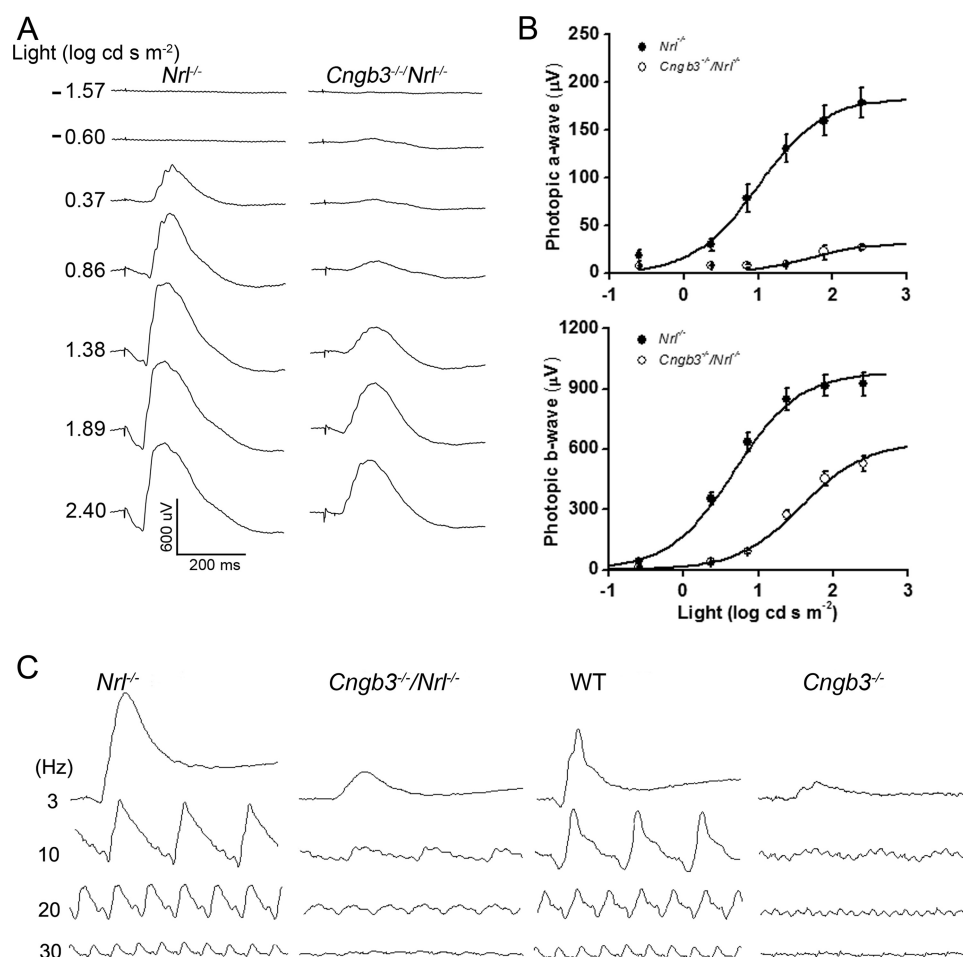 A
Light (log cd s m-2)
Nrl-/- Cngb3-/-/Nrl-/-
-1.57
-0.60
0.37
0.86
1.38
1.89
2.40
600 uV
200 ms
B
Photopic a-wave (µV)
250
200
150
100
50
0
-1 0 1 2 3
Nrl-/-
Cngb3-/-/Nrl-/-
Photopic b-wave (µV)
1200
900
600
300
0
-1 0 1 2 3
Nrl-/-
Cngb3-/-/Nrl-/-
Light (log cd s m-2)
C
Nrl-/- Cngb3-/-/Nrl-/- WT Cngb3-/-
(Hz)
3
10
20
30